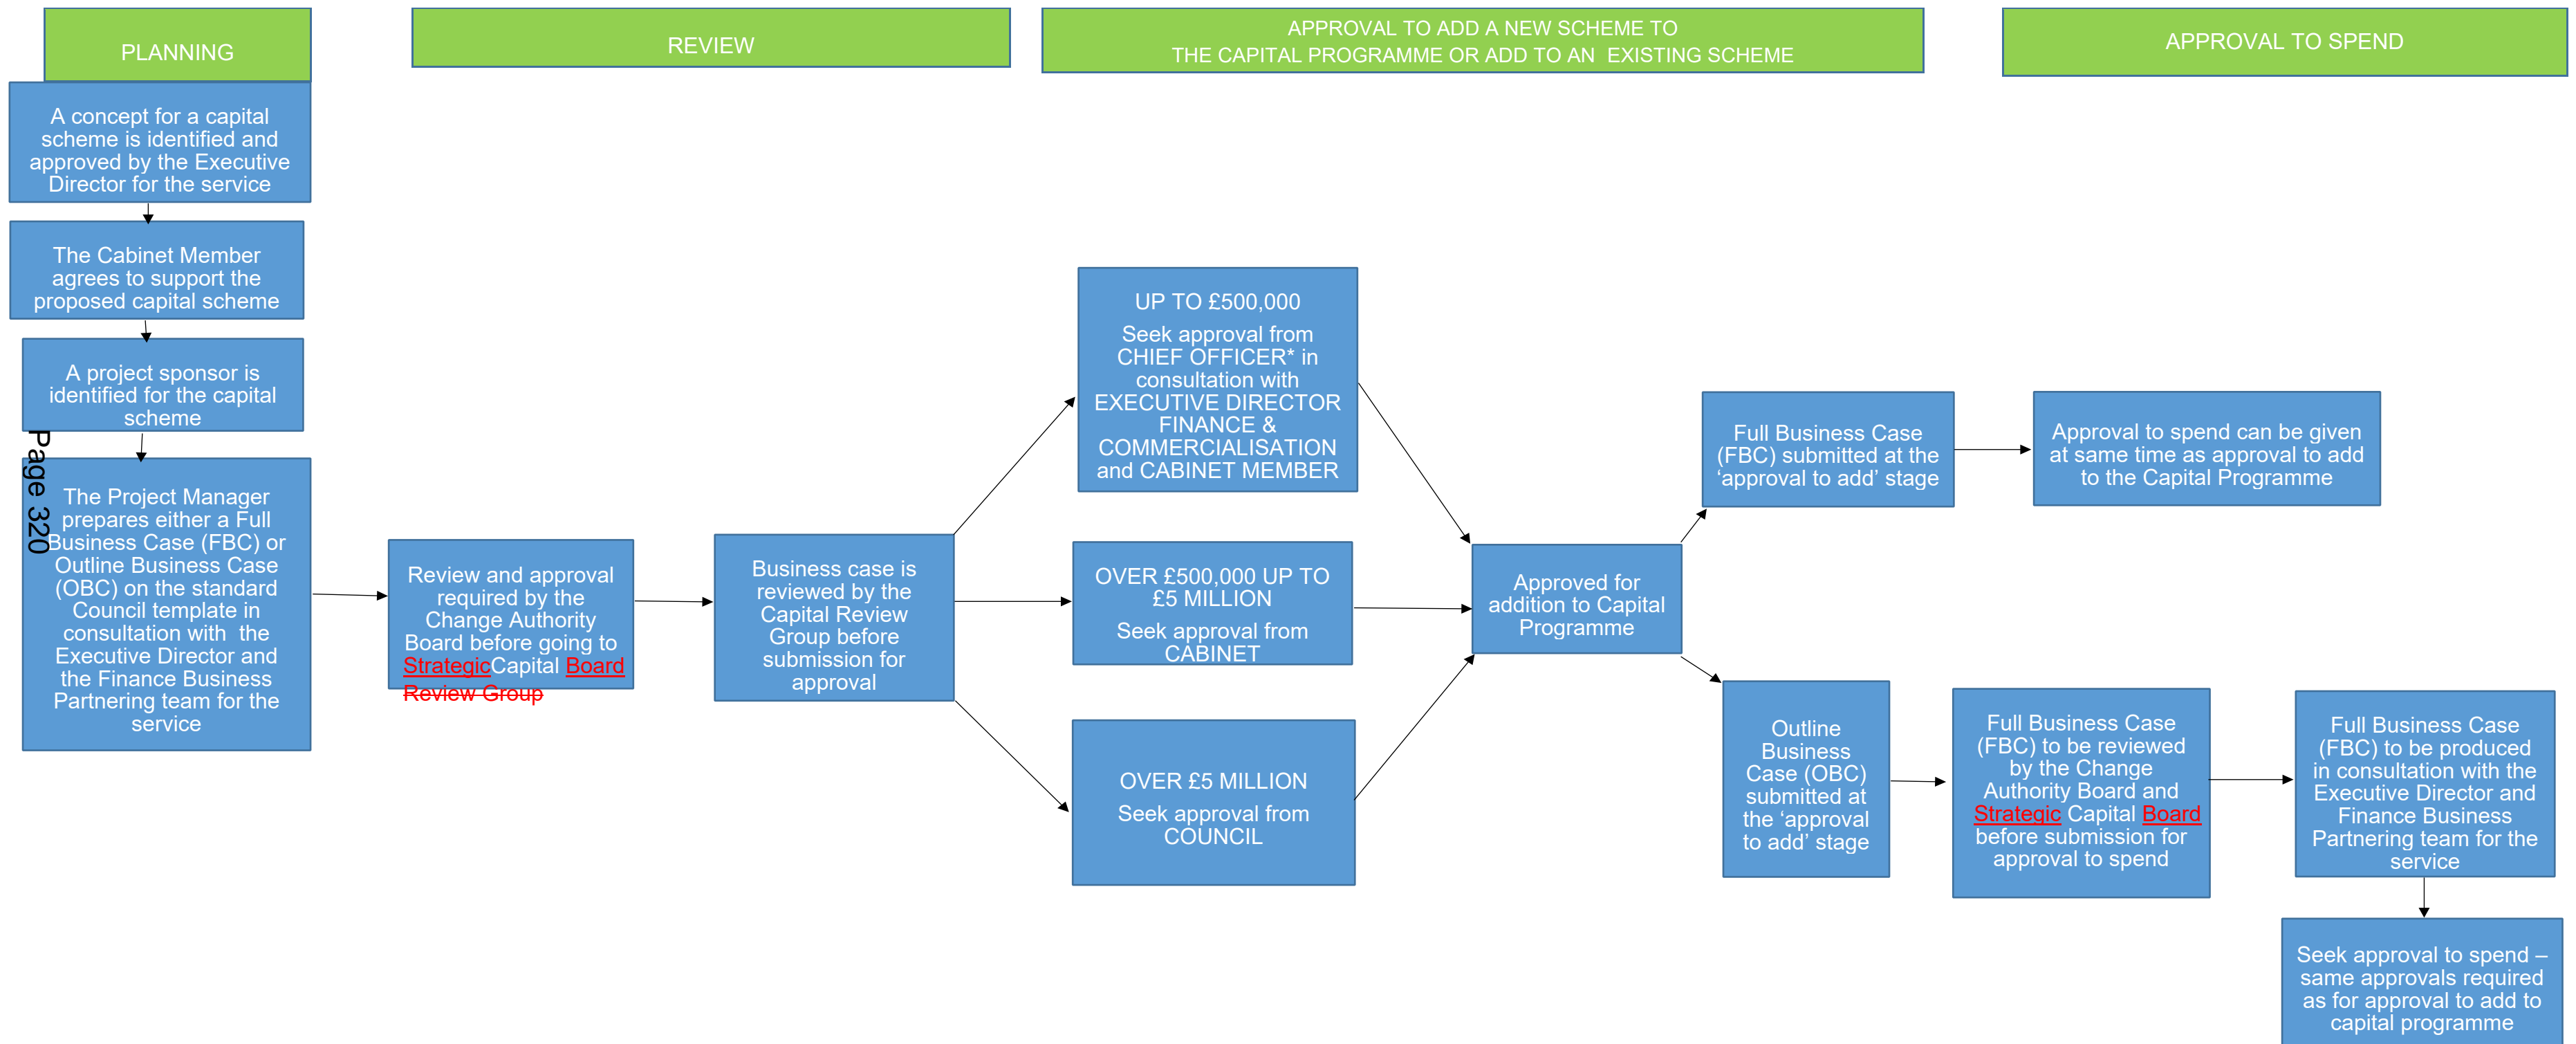 PLANNING
REVIEW
APPROVAL TO ADD A NEW SCHEME TO
THE CAPITAL PROGRAMME OR ADD TO AN EXISTING SCHEME
APPROVAL TO SPEND
A concept for a capital
scheme is identified and
approved by the Executive
Director for the service
The Cabinet Member
agrees to support the
proposed capital scheme
A project sponsor is
identified for the capital
scheme
Page 320
The Project Manager
prepares either a Full
Business Case (FBC) or
Outline Business Case
(OBC) on the standard
Council template in
consultation with the
Executive Director and
the Finance Business
Partnering team for the
service
Review and approval
required by the
Change Authority
Board before going to
StrategicCapital Board
Review Group
Business case is
reviewed by the
Capital Review
Group before
submission for
approval
UP TO £500,000
Seek approval from
CHIEF OFFICER* in
consultation with
EXECUTIVE DIRECTOR
FINANCE &
COMMERCIALISATION
and CABINET MEMBER
OVER £500,000 UP TO
£5 MILLION
Seek approval from
CABINET
OVER £5 MILLION
Seek approval from
COUNCIL
Approved for
addition to Capital
Programme
Full Business Case
(FBC) submitted at the
‘approval to add’ stage
Approval to spend can be given
at same time as approval to add
to the Capital Programme
Outline
Business
Case (OBC)
submitted at
the ‘approval
to add’ stage
Full Business Case
(FBC) to be reviewed
by the Change
Authority Board and
Strategic Capital Board
before submission for
approval to spend
Full Business Case
(FBC) to be produced
in consultation with the
Executive Director and
Finance Business
Partnering team for the
service
Seek approval to spend –
same approvals required
as for approval to add to
capital programme